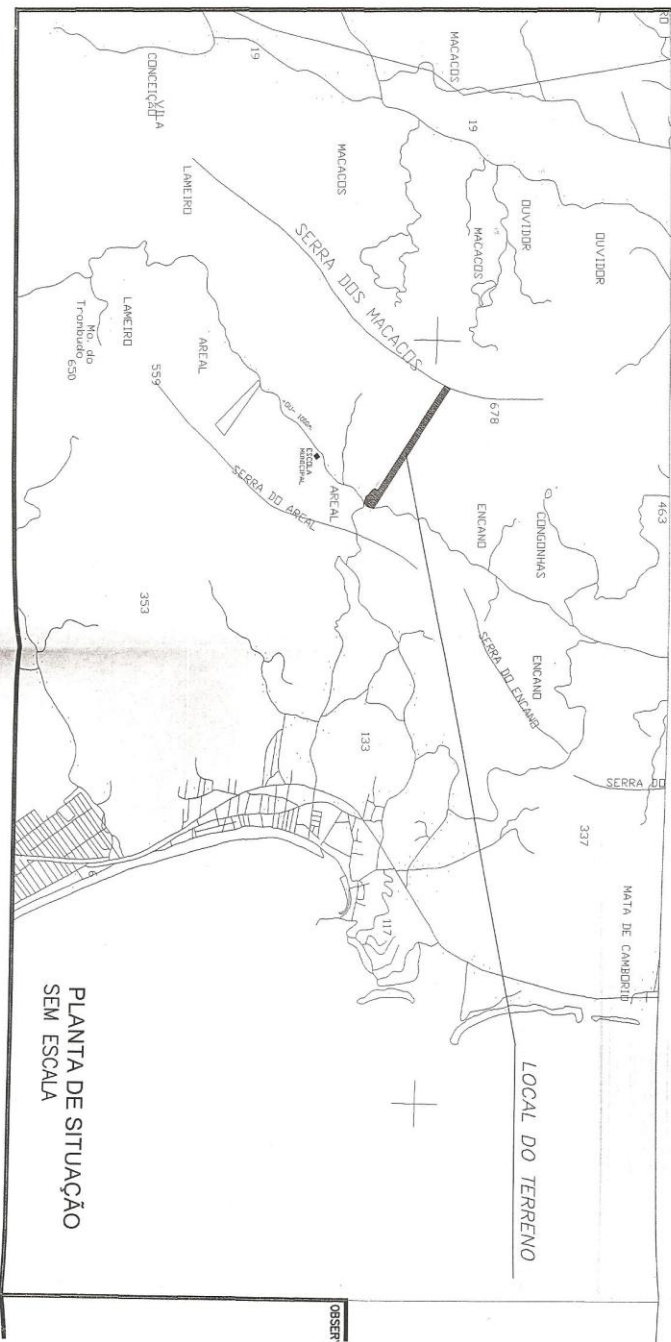 MACACOS
19
OUVIDOR
19
CONCEIÇÃO
VILA
MACACOS
OUVIDOR
MACACOS
LAMEIRO
SERRA DOS MACACOS
678
463
LAMEIRO
AREAL
559
Mo. do
Trombudo
650
ESCOLA
MUNICIPAL
AREAL
SERRA DO AREAL
ENCANO
CONGONHAS
ENCANO
SERRA DO ENCANO
SERRA DO
353
133
337
117
6
MATA DE CAMBORIU
LOCAL DO TERRENO
PLANTA DE SITUAÇÃO
SEM ESCALA
OBSER